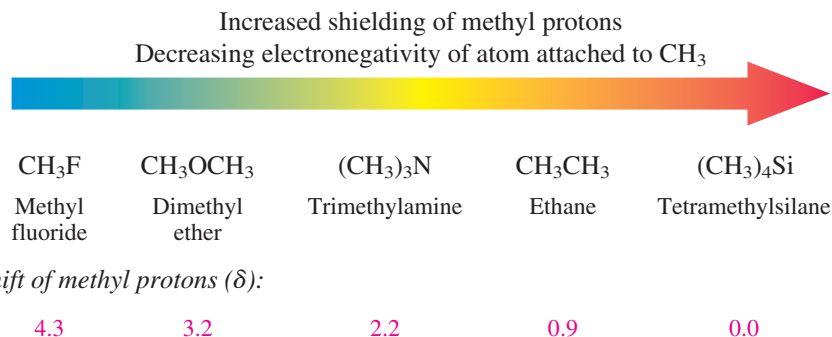 Increased shielding of methyl protons
Decreasing electronegativity of atom attached to CH₃
CH₃F CH₃OCH₃ (CH₃)₃N CH₃CH₃ (CH₃)₄Si
Methyl Dimethyl Trimethylamine Ethane Tetramethylsilane
fluoride ether
of methyl protons (δ):
4.3 3.2 2.2 0.9 0.0